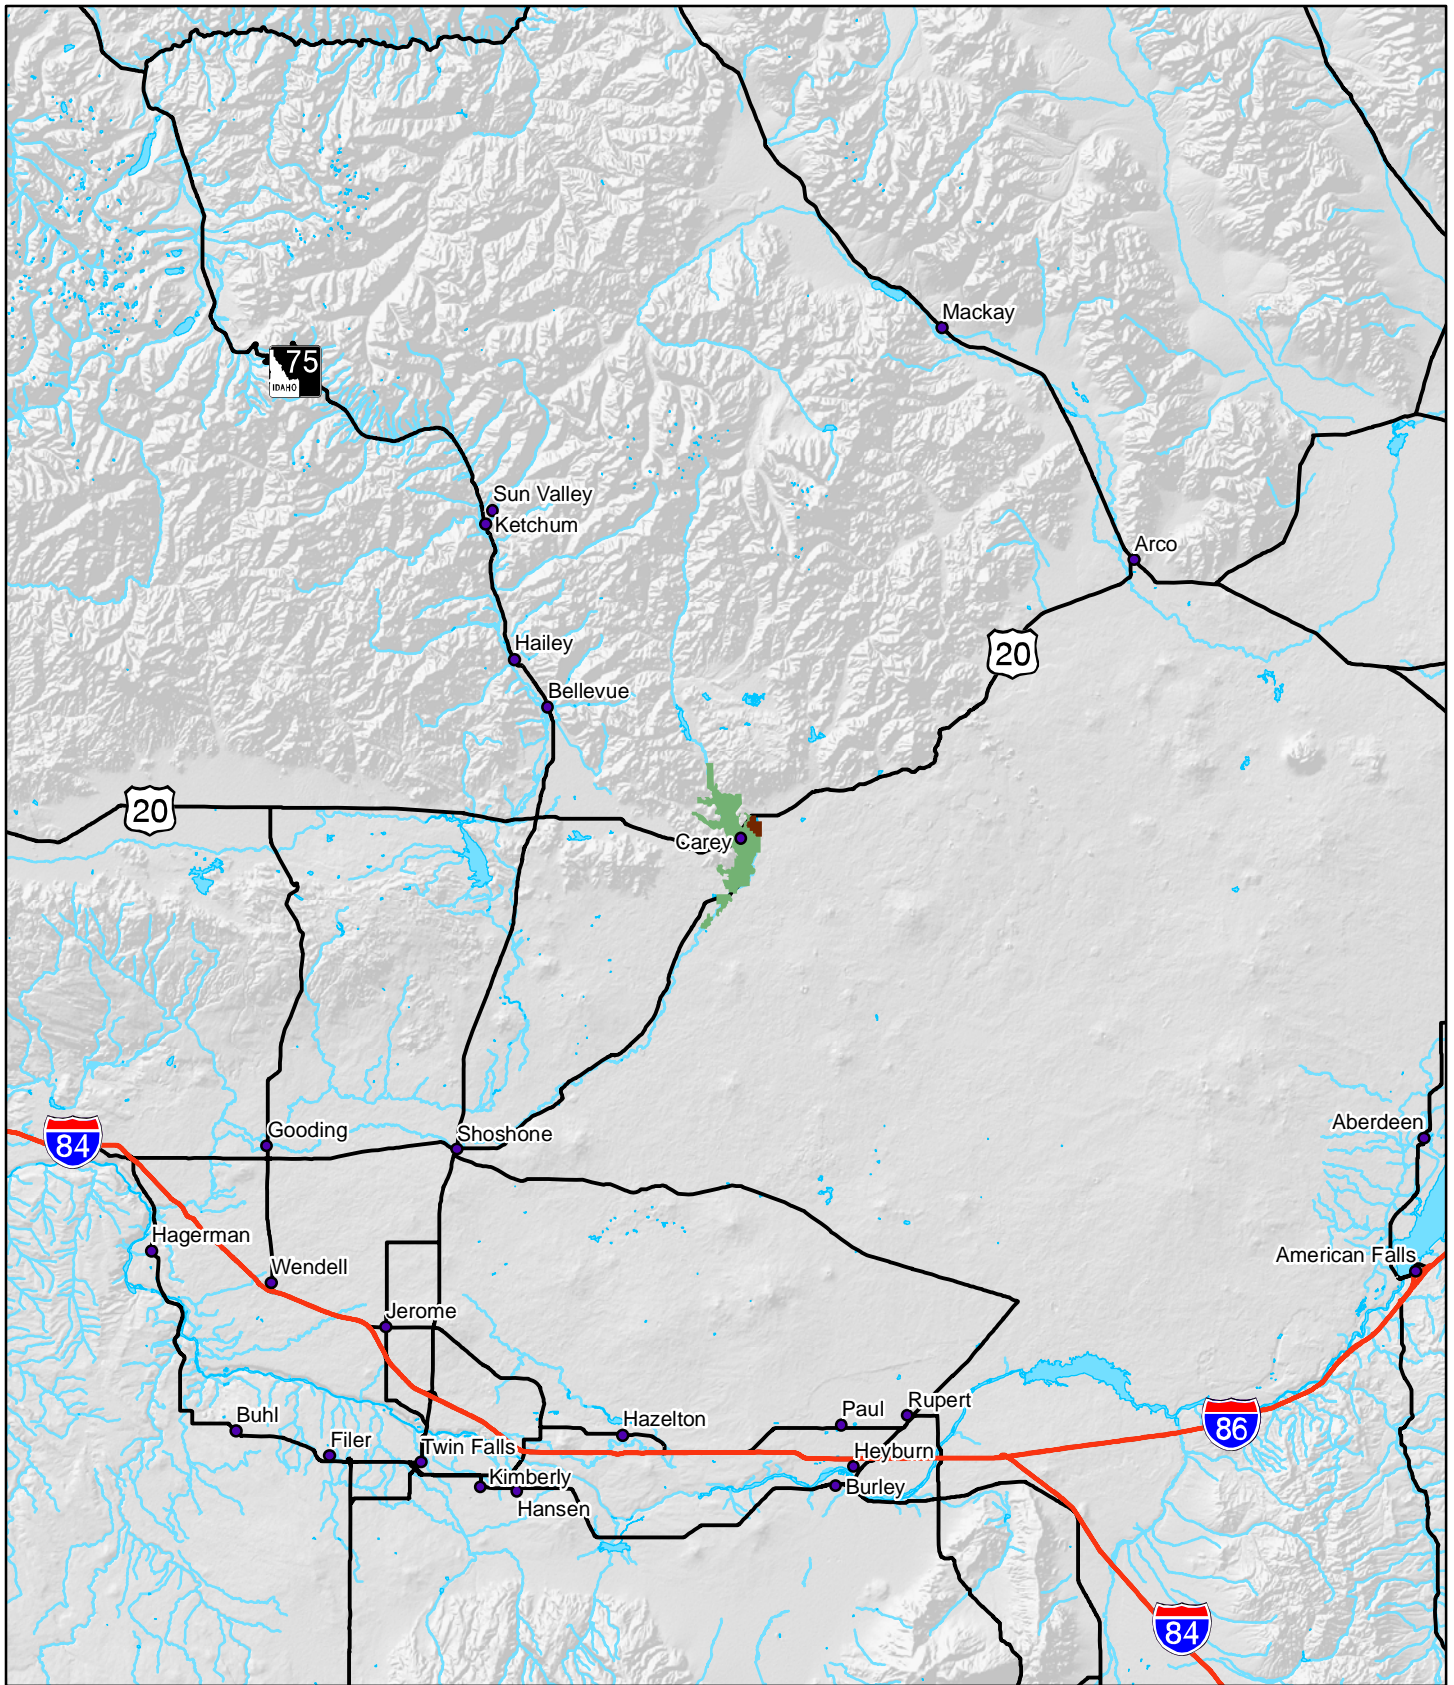 Mackay
75
IDAHO
Sun Valley
Ketchum
Arco
Hailey
20
Bellevue
20
Carey
Aberdeen
Gooding
Shoshone
84
Hagerman
American Falls
Wendell
Jerome
Rupert
Paul
Buhl
Hazelton
86
Filer
Twin Falls
Heyburn
Kimberly
Burley
Hansen
84